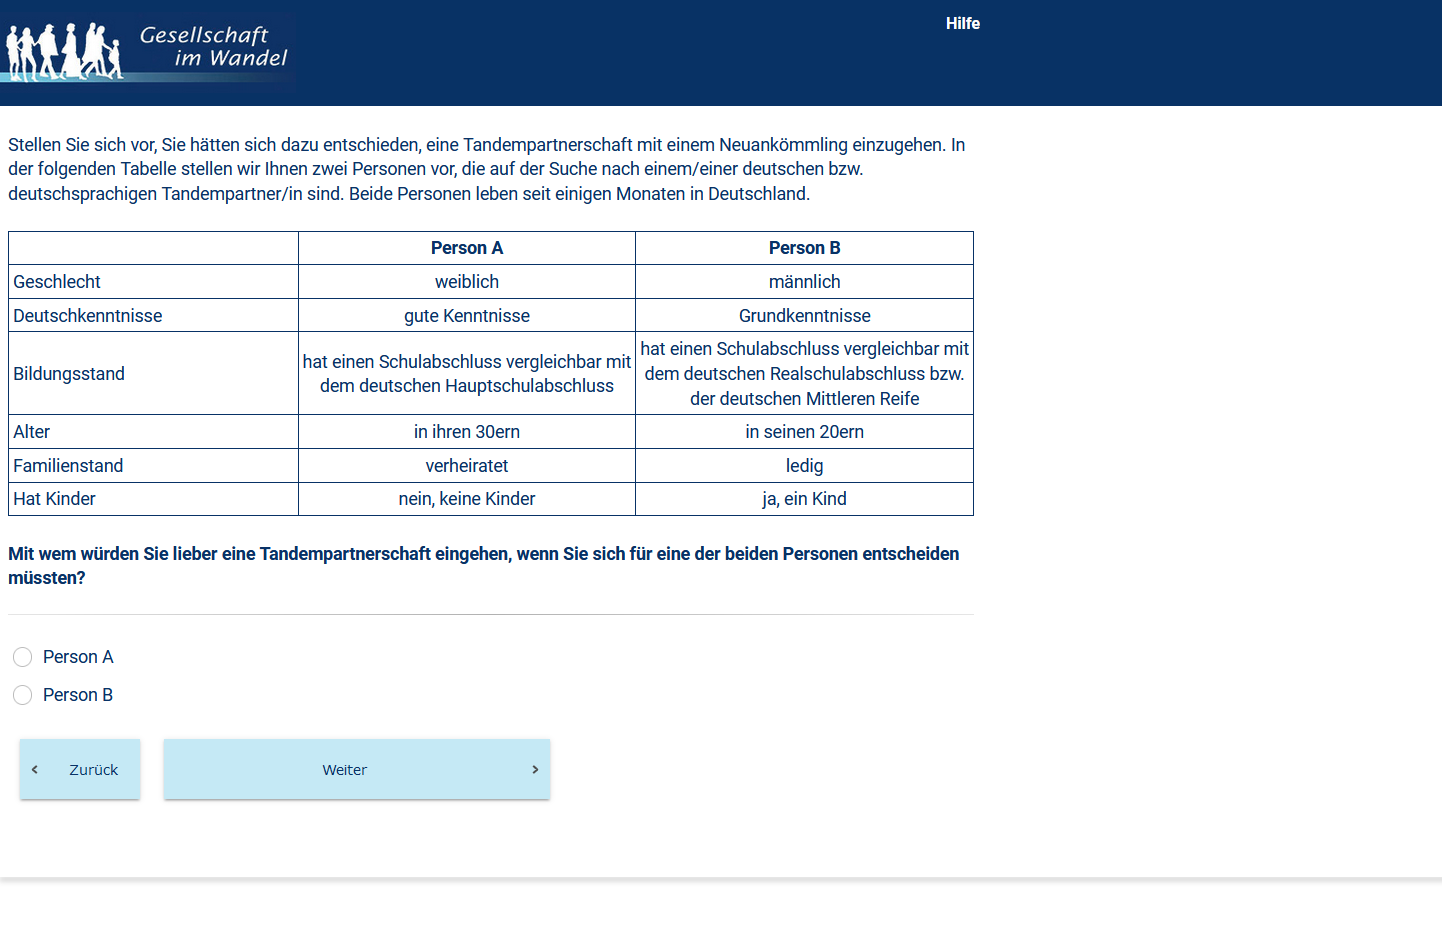 Gesellschaft
im Wandel
Hilfe
Stellen Sie sich vor, Sie hätten sich dazu entschieden, eine Tandempartnerschaft mit einem Neuankömmling einzugehen. In
der folgenden Tabelle stellen wir Ihnen zwei Personen vor, die auf der Suche nach einem/einer deutschen bzw.
deutschsprachigen Tandempartner/in sind. Beide Personen leben seit einigen Monaten in Deutschland.
Person A Person B
Geschlecht weiblich männlich
Deutschkenntnisse gute Kenntnisse Grundkenntnisse
Bildungsstand
hat einen Schulabschluss vergleichbar mit
dem deutschen Hauptschulabschluss
hat einen Schulabschluss vergleichbar mit
dem deutschen Realschulabschluss bzw.
der deutschen Mittleren Reife
Alter in ihren 30ern in seinen 20ern
Familienstand verheiratet ledig
Hat Kinder nein, keine Kinder ja, ein Kind
Mit wem würden Sie lieber eine Tandempartnerschaft eingehen, wenn Sie sich für eine der beiden Personen entscheiden
müssten?
Person A
Person B
Zurück Weiter